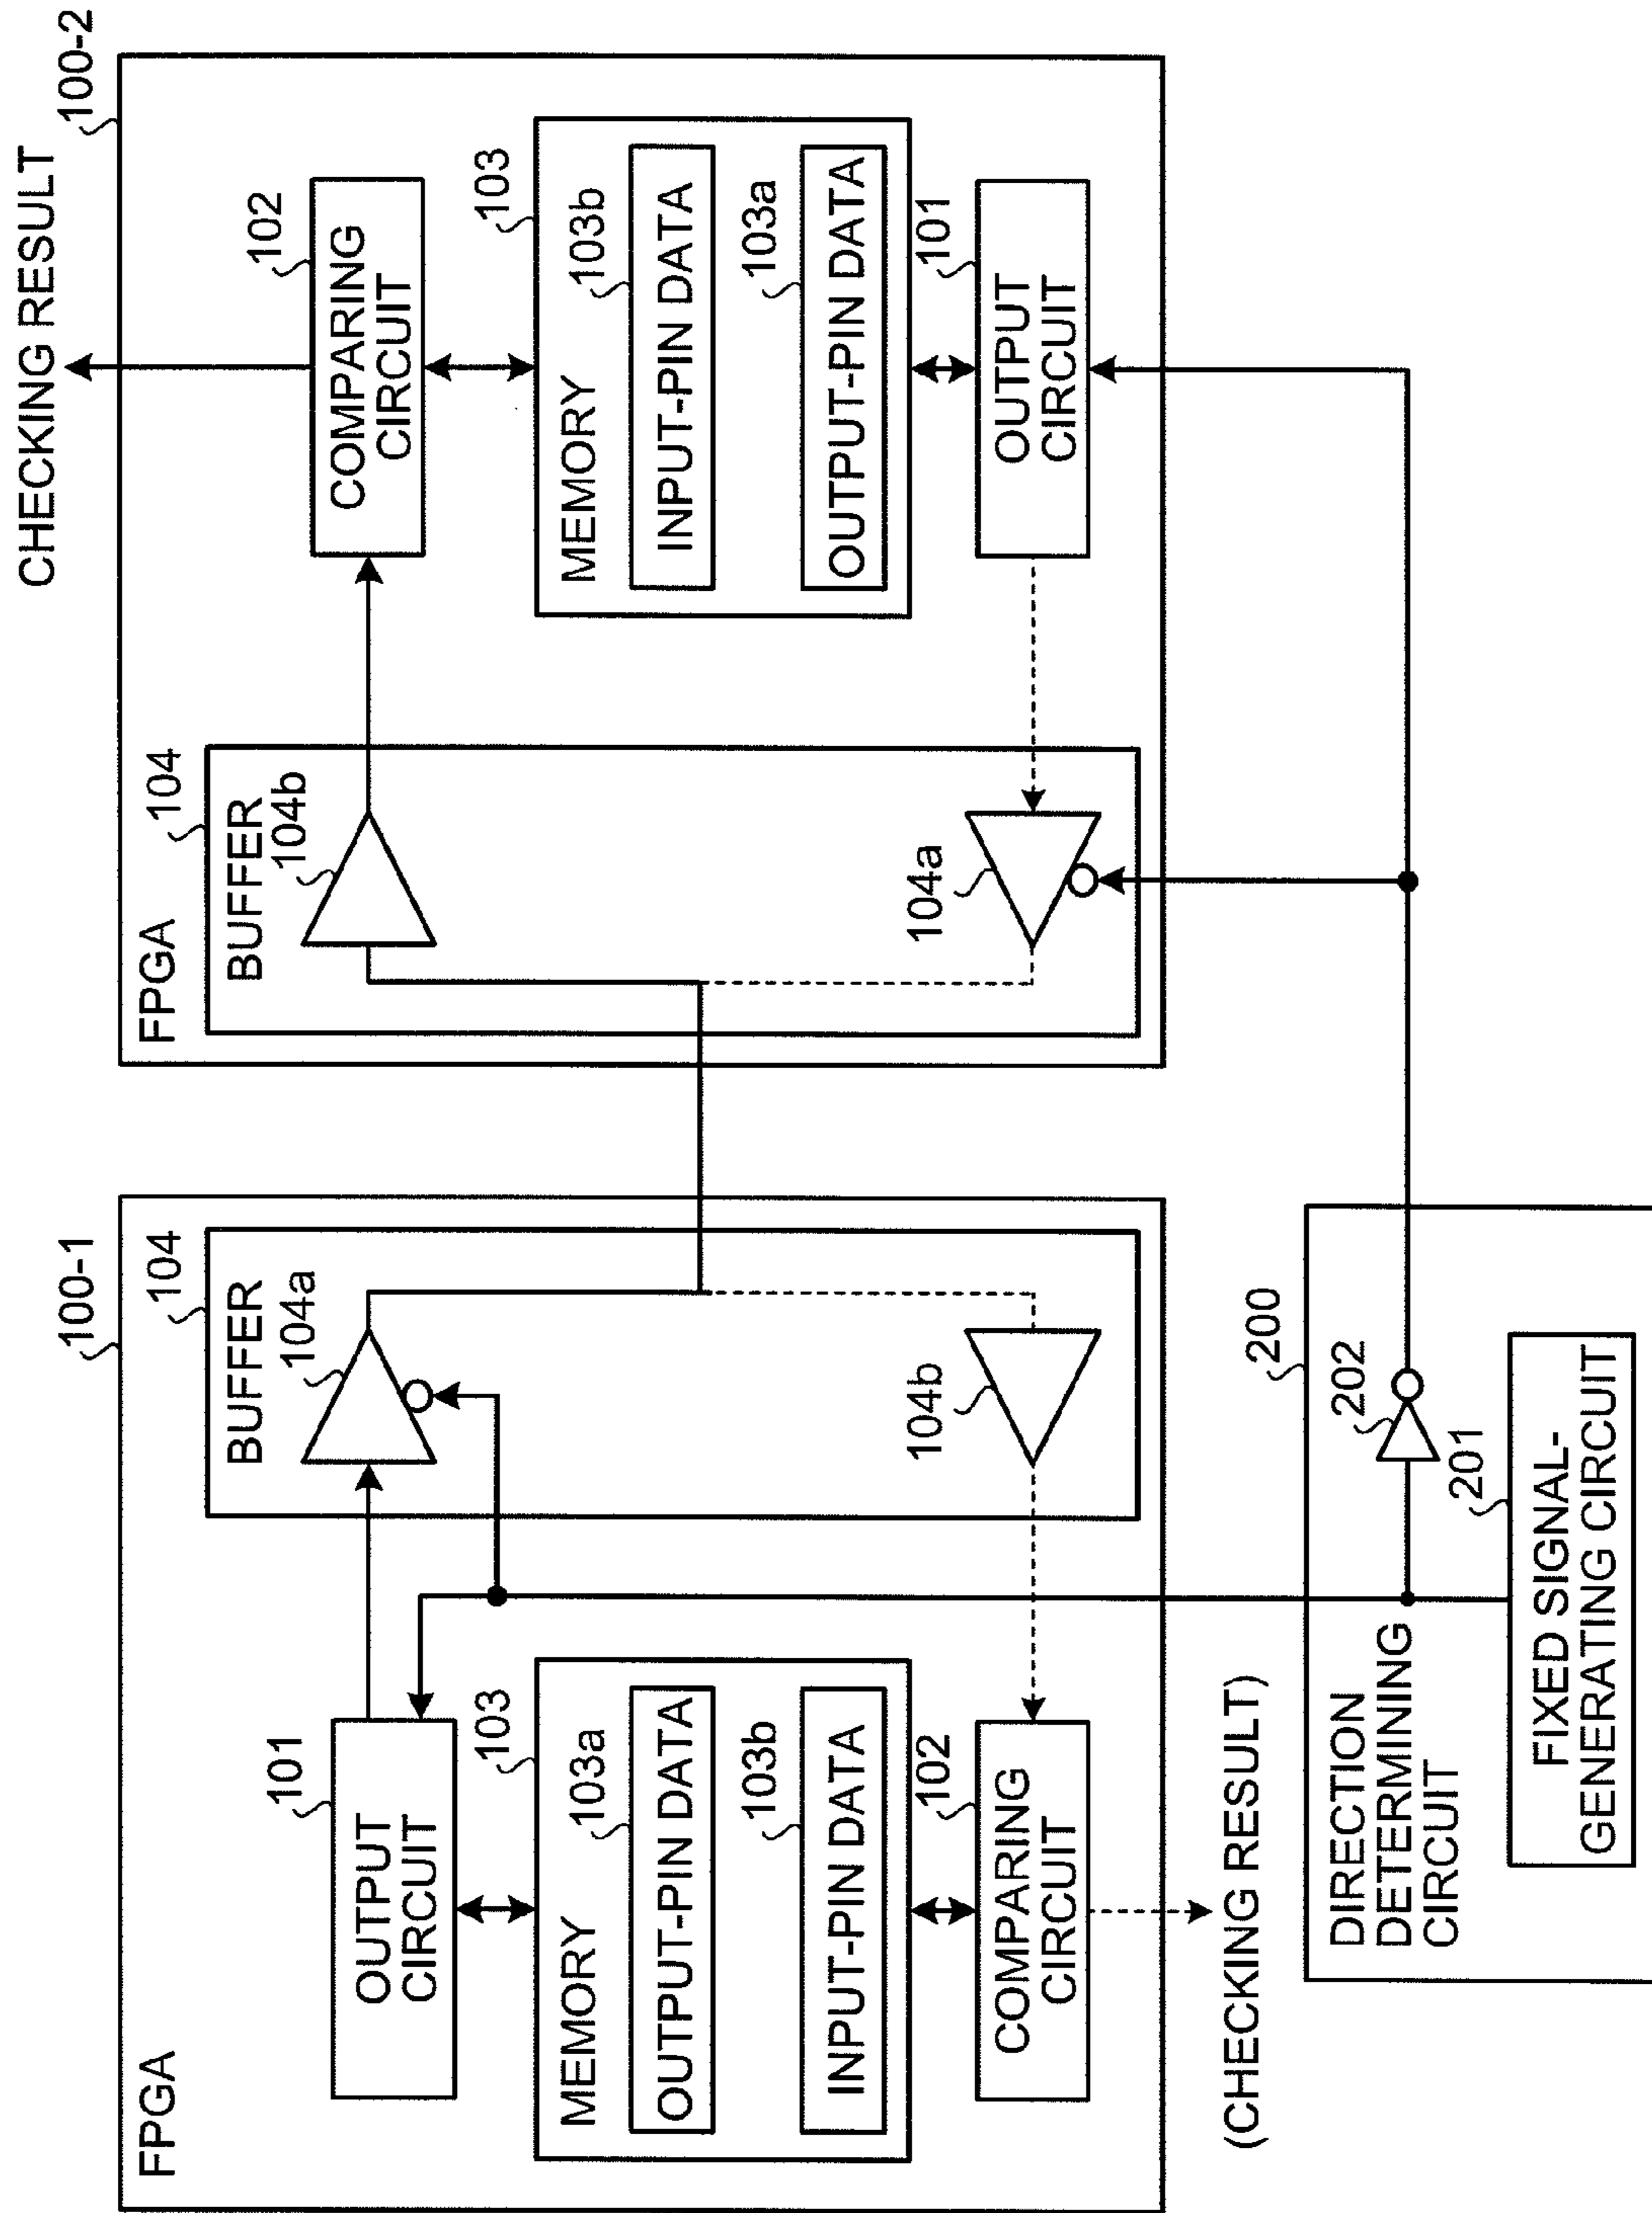 FPGA
100-1
OUTPUT
CIRCUIT
101
MEMORY
103
OUTPUT-PIN DATA
103a
INPUT-PIN DATA
103b
COMPARING
CIRCUIT
102
(CHECKING RESULT)
BUFFER
104
104a
104b
FPGA
100-2
BUFFER
104
104b
104a
CHECKING RESULT
COMPARING
CIRCUIT
102
MEMORY
103
INPUT-PIN DATA
103b
OUTPUT-PIN DATA
103a
OUTPUT
CIRCUIT
101
DIRECTION
DETERMINING
CIRCUIT
200
202
201
FIXED SIGNAL-
GENERATING CIRCUIT